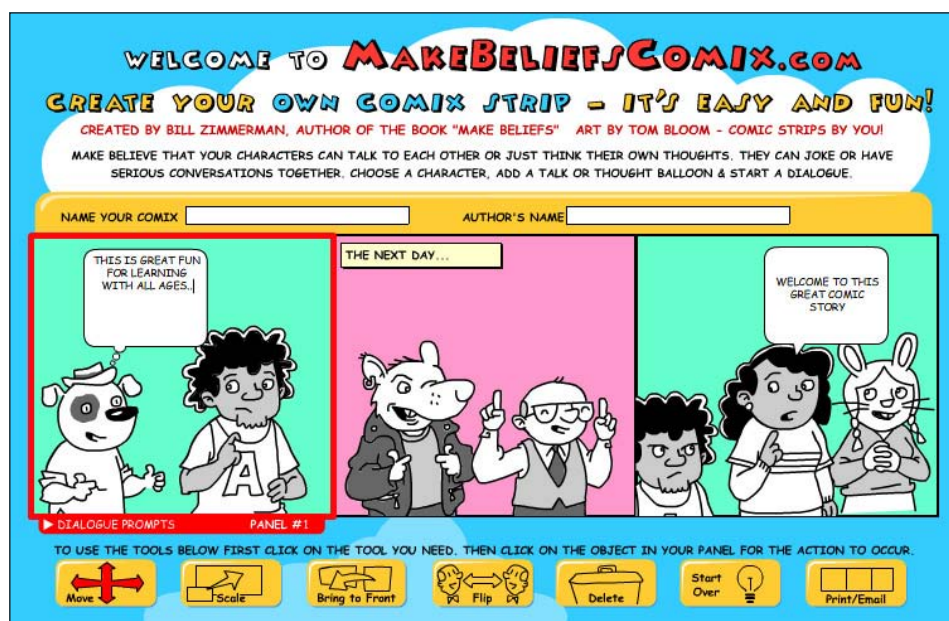 WELCOME TO MAKEBELIEFSCOMIX.COM
CREATE YOUR OWN COMIX STRIP - IT'S EASY AND FUN!
CREATED BY BILL ZIMMERMAN, AUTHOR OF THE BOOK "MAKE BELIEFS" ART BY TOM BLOOM - COMIC STRIPS BY YOU!
MAKE BELIEVE THAT YOUR CHARACTERS CAN TALK TO EACH OTHER OR JUST THINK THEIR OWN THOUGHTS. THEY CAN JOKE OR HAVE
SERIOUS CONVERSATIONS TOGETHER. CHOOSE A CHARACTER, ADD A TALK OR THOUGHT BALLOON & START A DIALOGUE.
NAME YOUR COMIX AUTHOR'S NAME
THIS IS GREAT FUN
FOR LEARNING
WITH ALL AGES..
A
THE NEXT DAY...
WELCOME TO THIS
GREAT COMIC
STORY
DIALOGUE PROMPTS PANEL #1
TO USE THE TOOLS BELOW FIRST CLICK ON THE TOOL YOU NEED. THEN CLICK ON THE OBJECT IN YOUR PANEL FOR THE ACTION TO OCCUR.
Move
Scale
Bring to Front
Flip
Delete
Start
Over
Print/Email